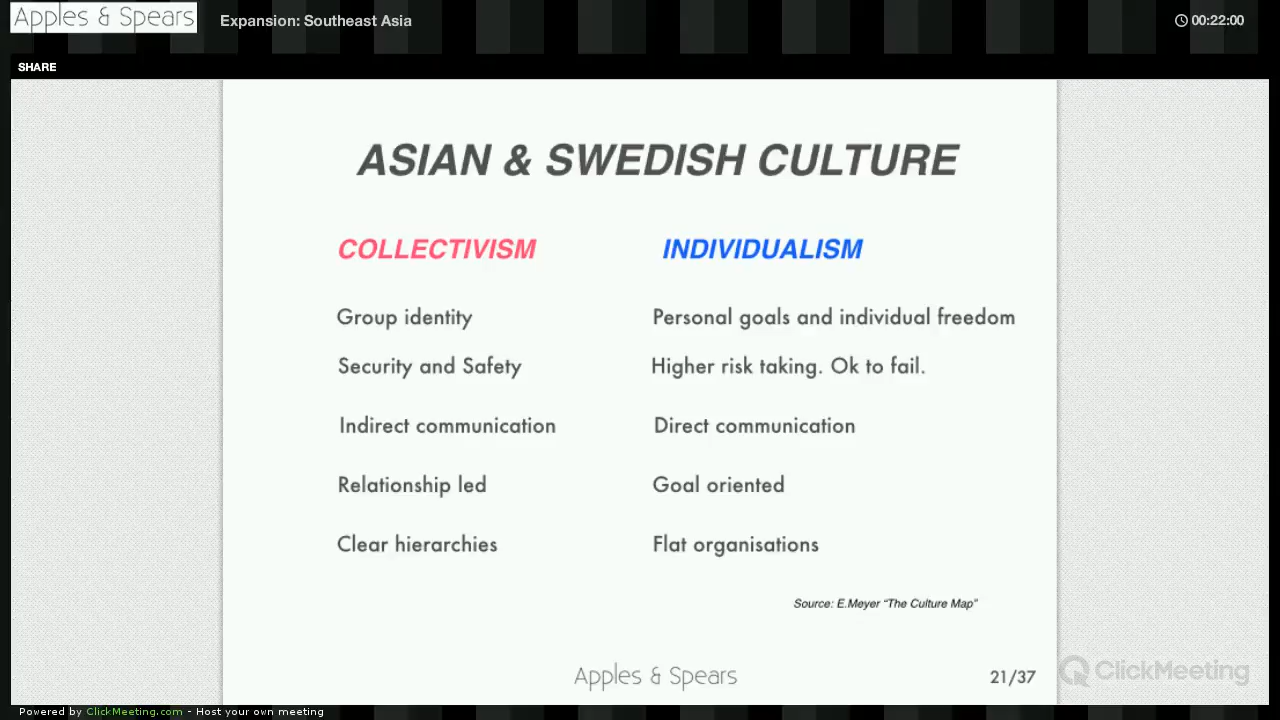 Apples & Spears
Expansion: Southeast Asia
00:22:00
SHARE
ASIAN & SWEDISH CULTURE
COLLECTIVISM INDIVIDUALISM
Group identity Personal goals and individual freedom
Security and Safety Higher risk taking. Ok to fail.
Indirect communication Direct communication
Relationship led Goal oriented
Clear hierarchies Flat organisations
Source: E.Meyer “The Culture Map”
Apples & Spears
21/37
ClickMeeting
Powered by ClickMeeting.com - Host your own meeting